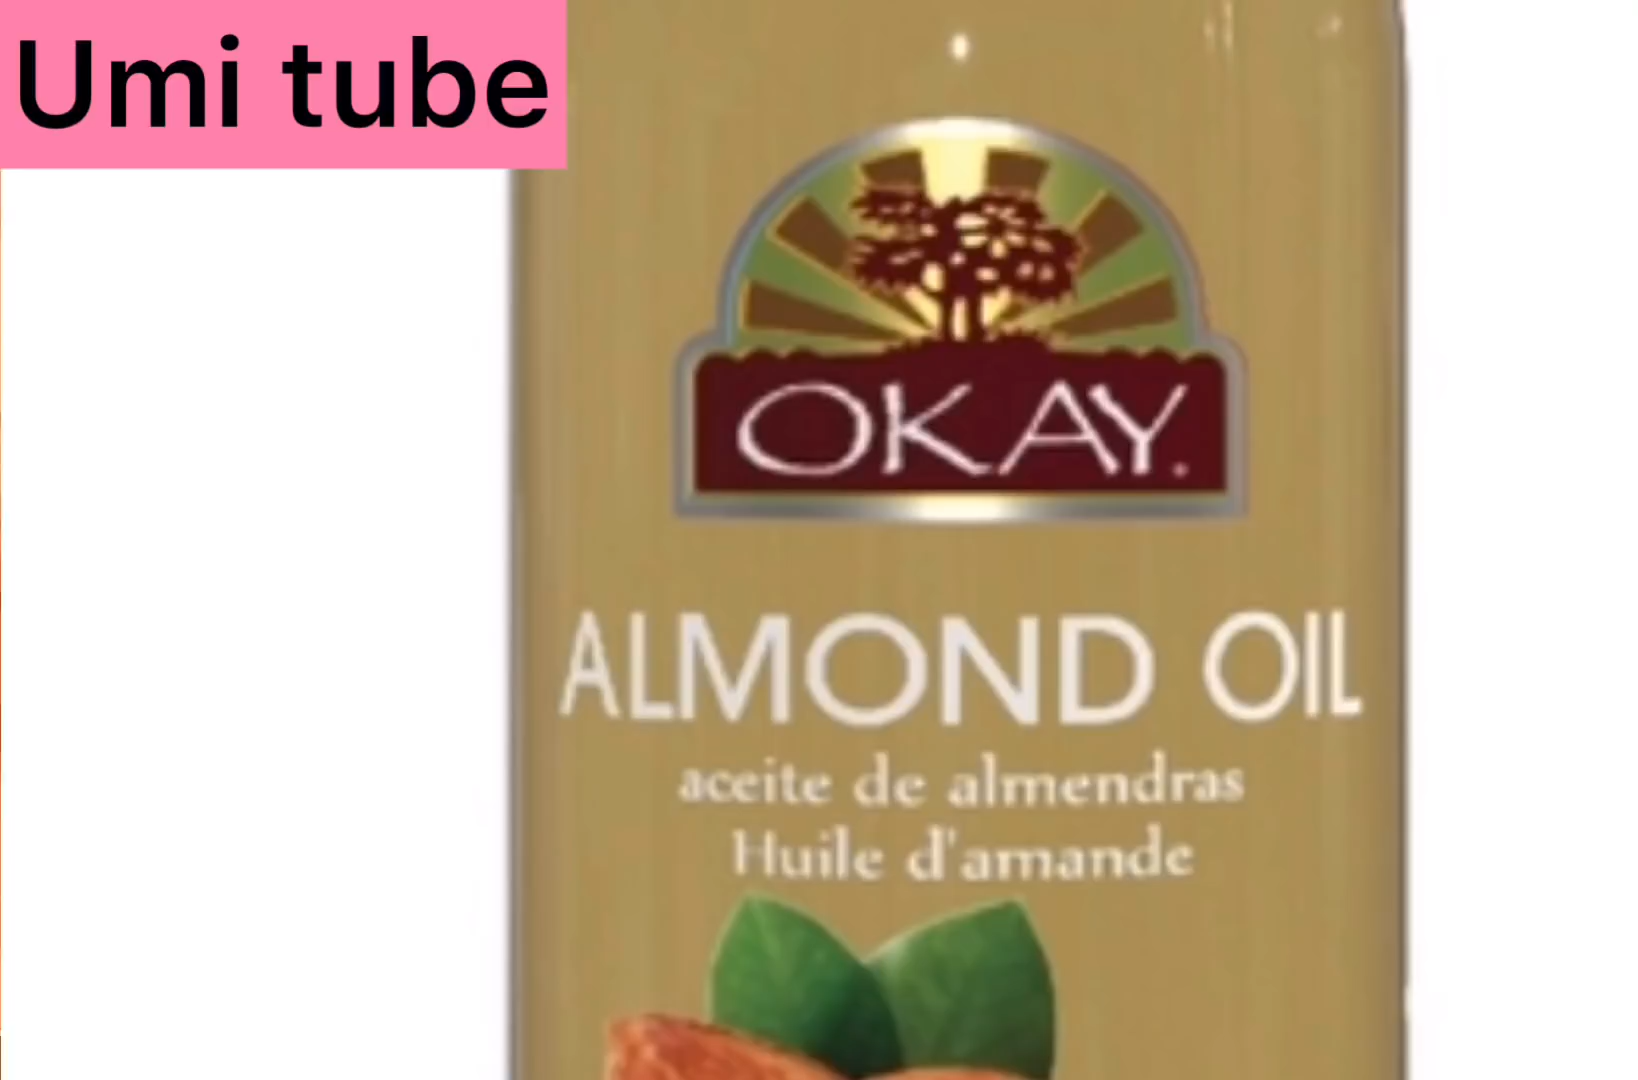 Umi tube
OKAY.
ALMOND OIL
aceite de almendras
Huile d'amande